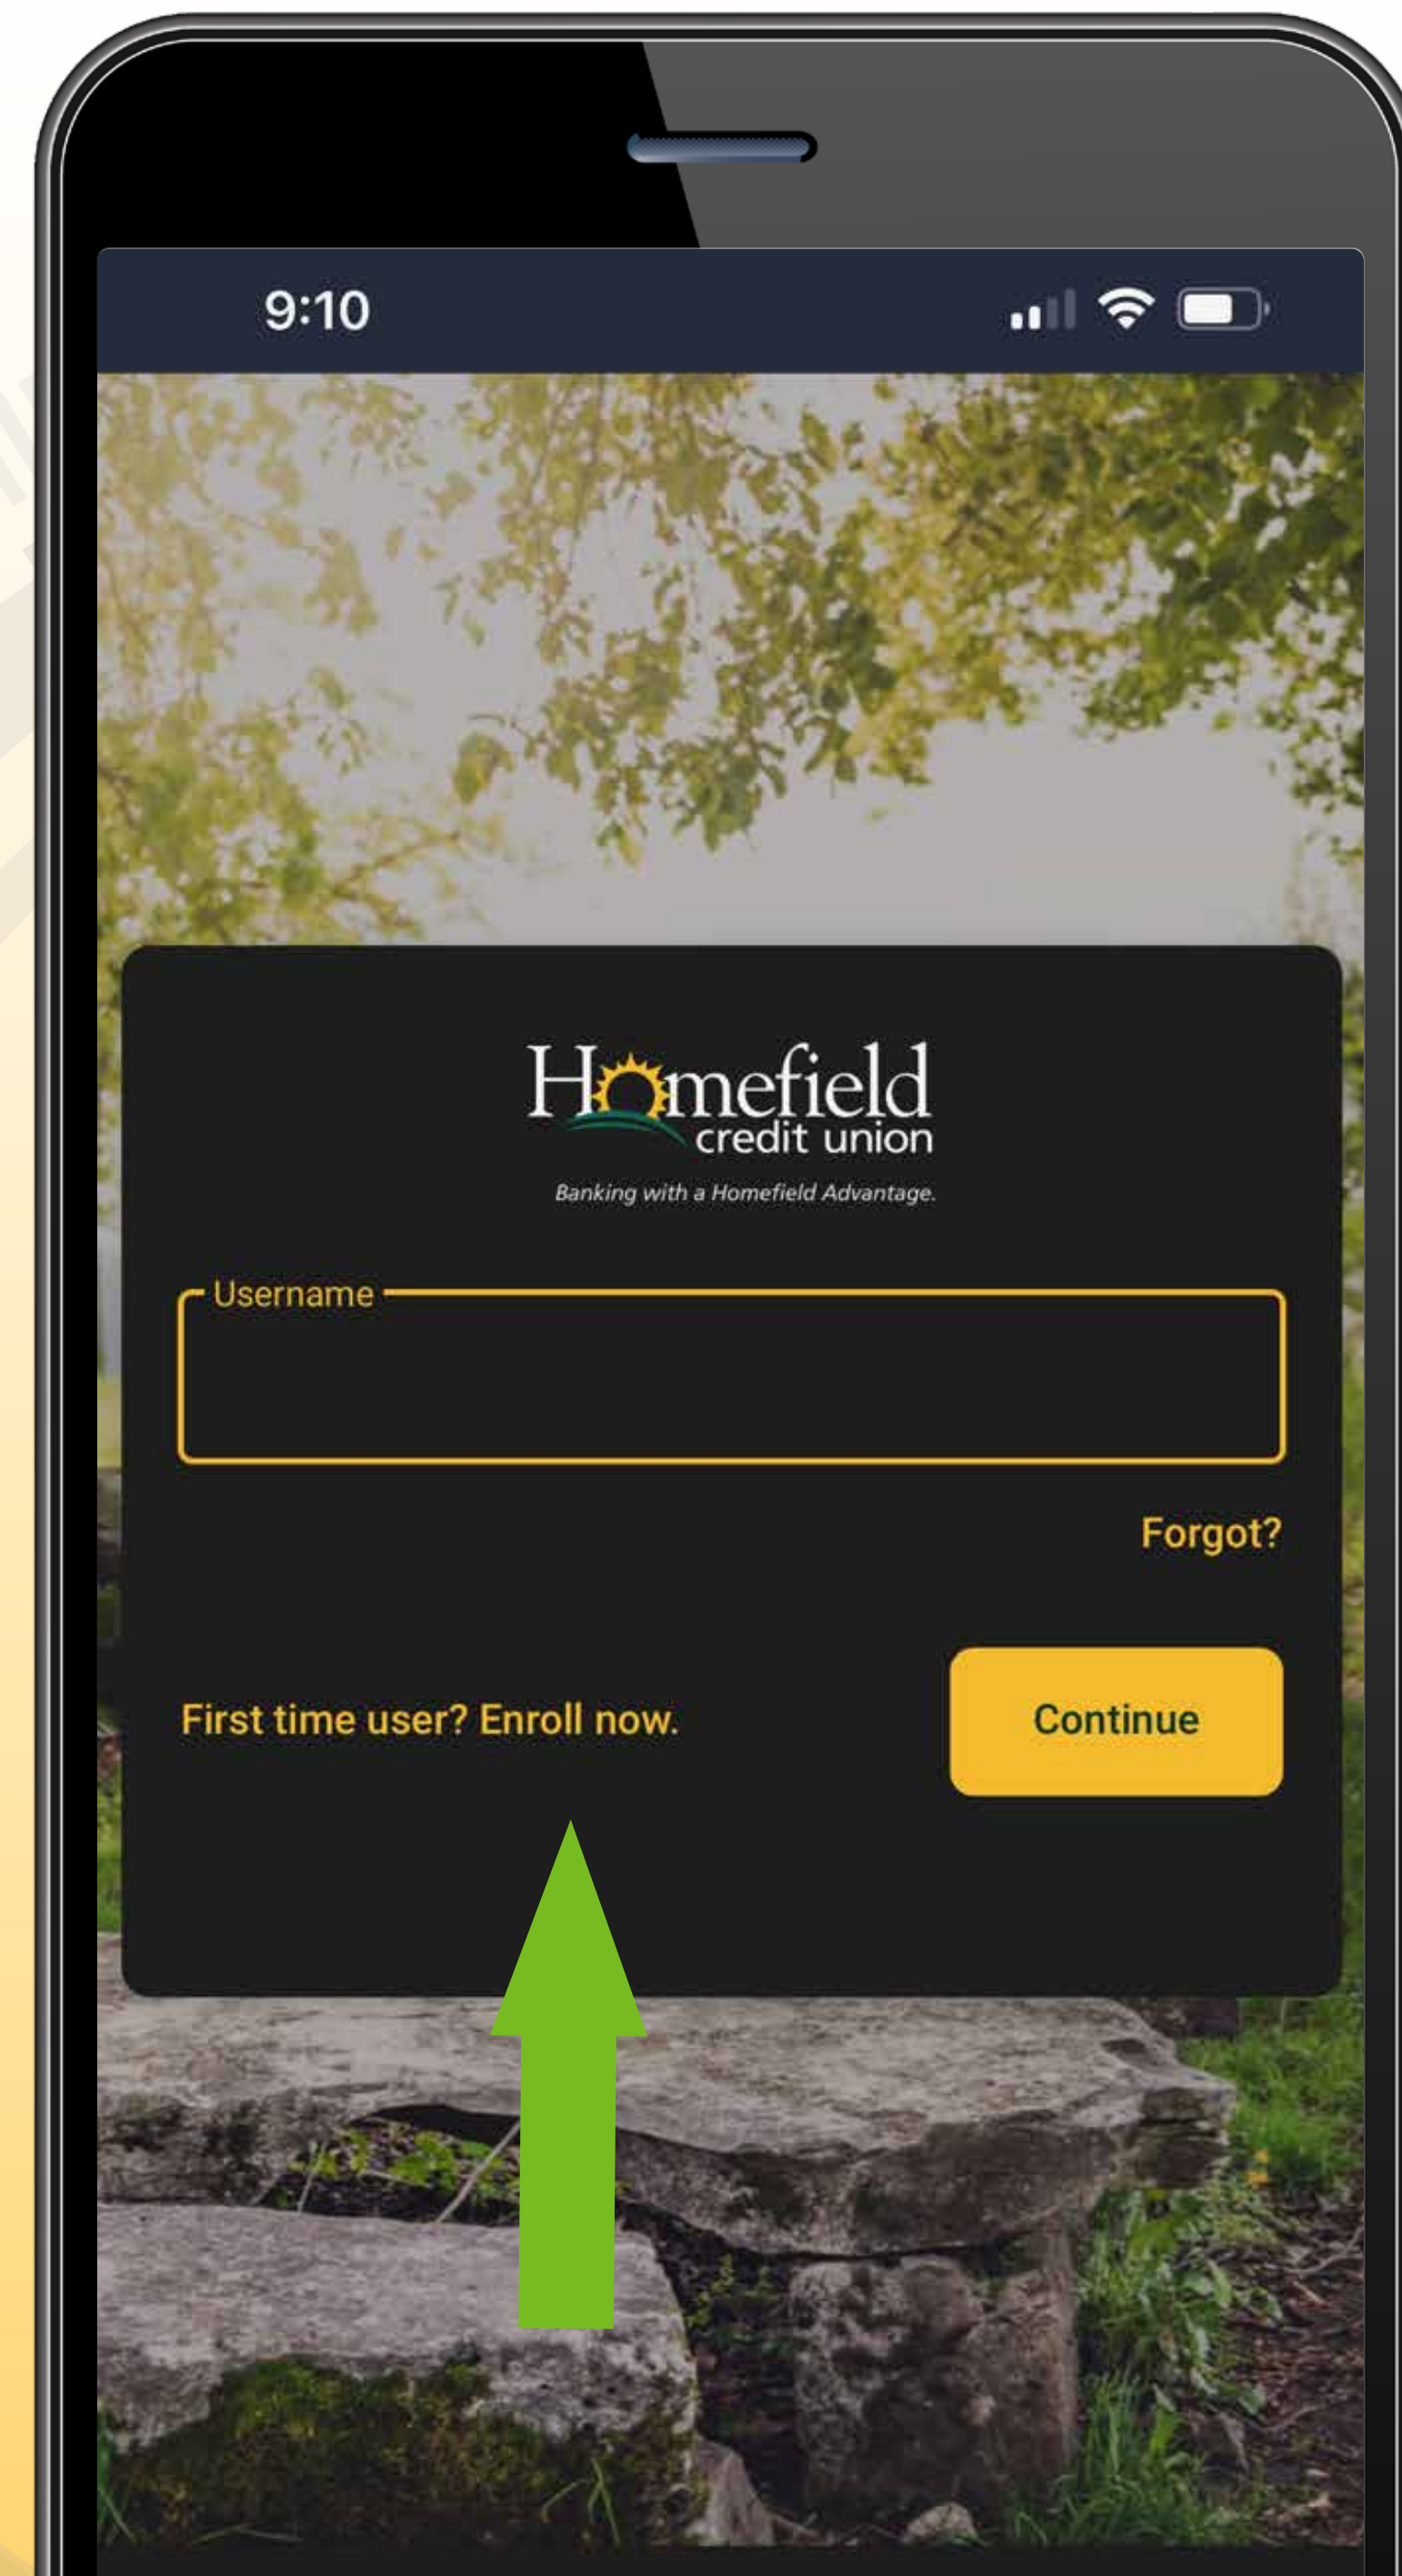 9:10
Homefield
credit union
Banking with a Homefield Advantage.
Username
Forgot?
First time user? Enroll now.
Continue